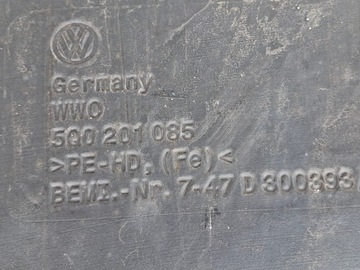 Germany
WWO
5Q0 201 085
>PE-HD, (Fe)<
BEMI.-Nr. 7-47 D 300393